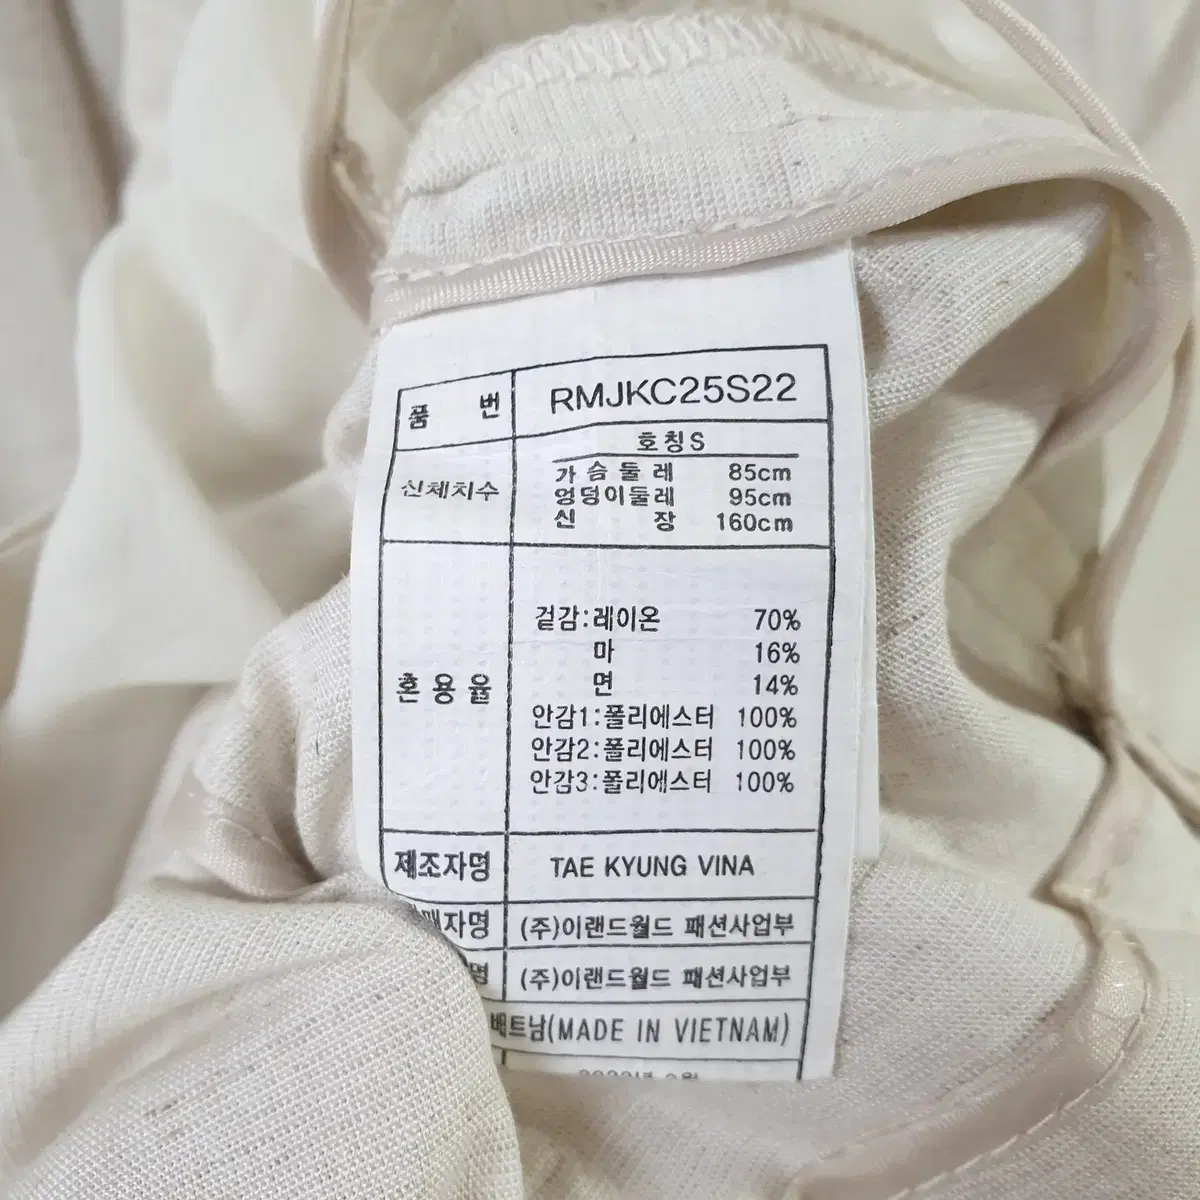 품 번 RMJKC25S22
호칭 S
신체치수
가슴둘레 85cm
엉덩이둘레 95cm
신 장 160cm
혼용율
겉감:레이온 70%
마 16%
면 14%
안감1:폴리에스터 100%
안감2:폴리에스터 100%
안감3:폴리에스터 100%
제조자명 TAE KYUNG VINA
(주)이랜드월드 패션사업부
(주)이랜드월드 패션사업부
베트남(MADE IN VIETNAM)